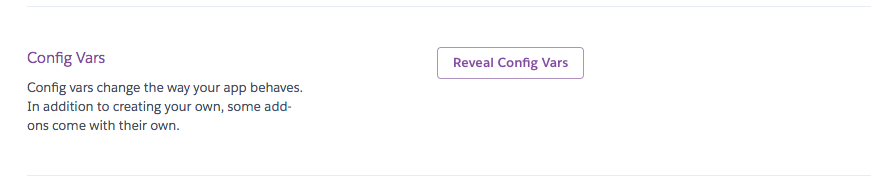 Config Vars
Reveal Config Vars
Config vars change the way your app behaves.
In addition to creating your own, some add-
ons come with their own.